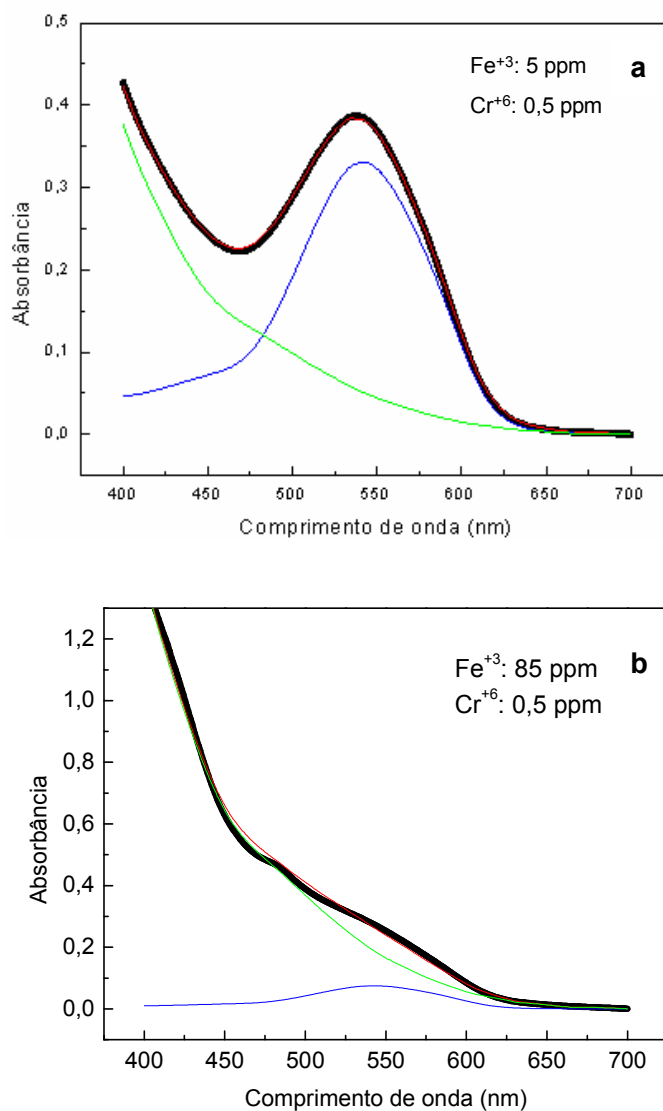 0,5
Fe+3: 5 ppm a
Cr+6: 0,5 ppm
0,4
0,3
0,2
0,1
0,0
Absorbância
400 450 500 550 600 650 700
Comprimento de onda (nm)
1,2
Fe+3: 85 ppm b
Cr+6: 0,5 ppm
1,0
0,8
0,6
0,4
0,2
0,0
Absorbância
400 450 500 550 600 650 700
Comprimento de onda (nm)